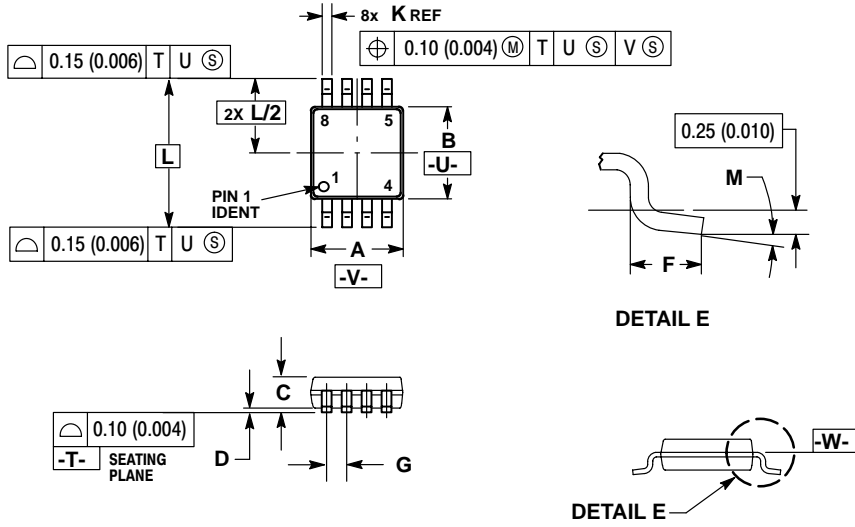 8x K REF
0.15 (0.006) T U Ⓢ
⌖ 0.10 (0.004) Ⓜ T U Ⓢ V Ⓢ
2X L/2
8 5
B
-U-
L
PIN 1
IDENT
1
4
0.15 (0.006) T U Ⓢ
A
-V-
0.25 (0.010)
M
F
DETAIL E
C
0.10 (0.004)
-T- SEATING
PLANE
D
G
-W-
DETAIL E